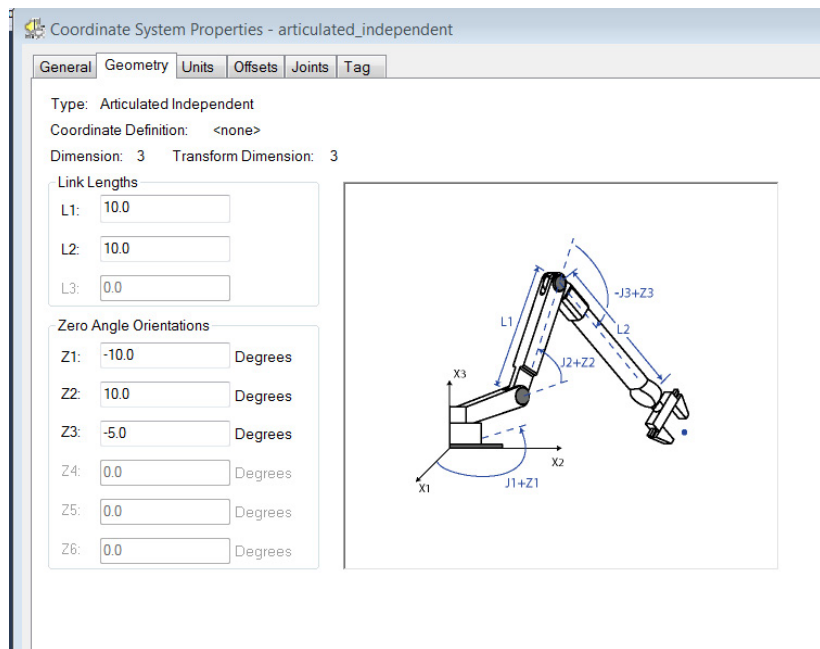 Coordinate System Properties - articulated_independent
General Geometry Units Offsets Joints Tag
Type: Articulated Independent
Coordinate Definition: <none>
Dimension: 3 Transform Dimension: 3
Link Lengths
L1: 10.0
L2: 10.0
L3: 0.0
Zero Angle Orientations
Z1: -10.0 Degrees
Z2: 10.0 Degrees
Z3: -5.0 Degrees
Z4: 0.0 Degrees
Z5: 0.0 Degrees
Z6: 0.0 Degrees
-J3+Z3
L1
L2
J2+Z2
X3
X2
J1+Z1
X1